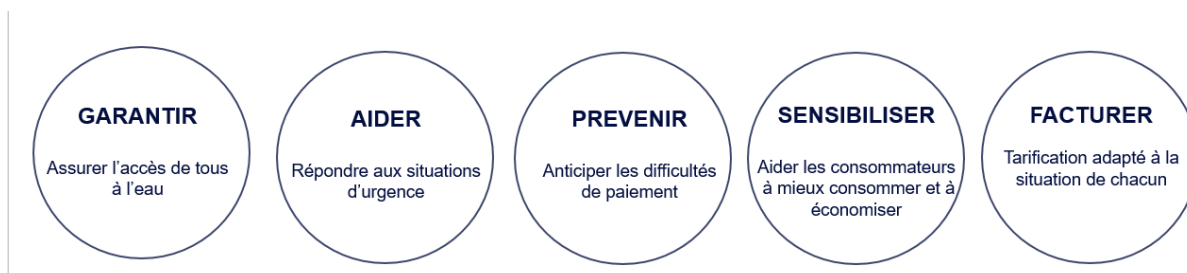 GARANTIR
Assurer l'accès de tous
à l'eau
AIDER
Répondre aux situations
d'urgence
PREVENIR
Anticiper les difficultés
de paiement
SENSIBILISER
Aider les consommateurs
à mieux consommer et à
économiser
FACTURER
Tarification adapté à la
situation de chacun